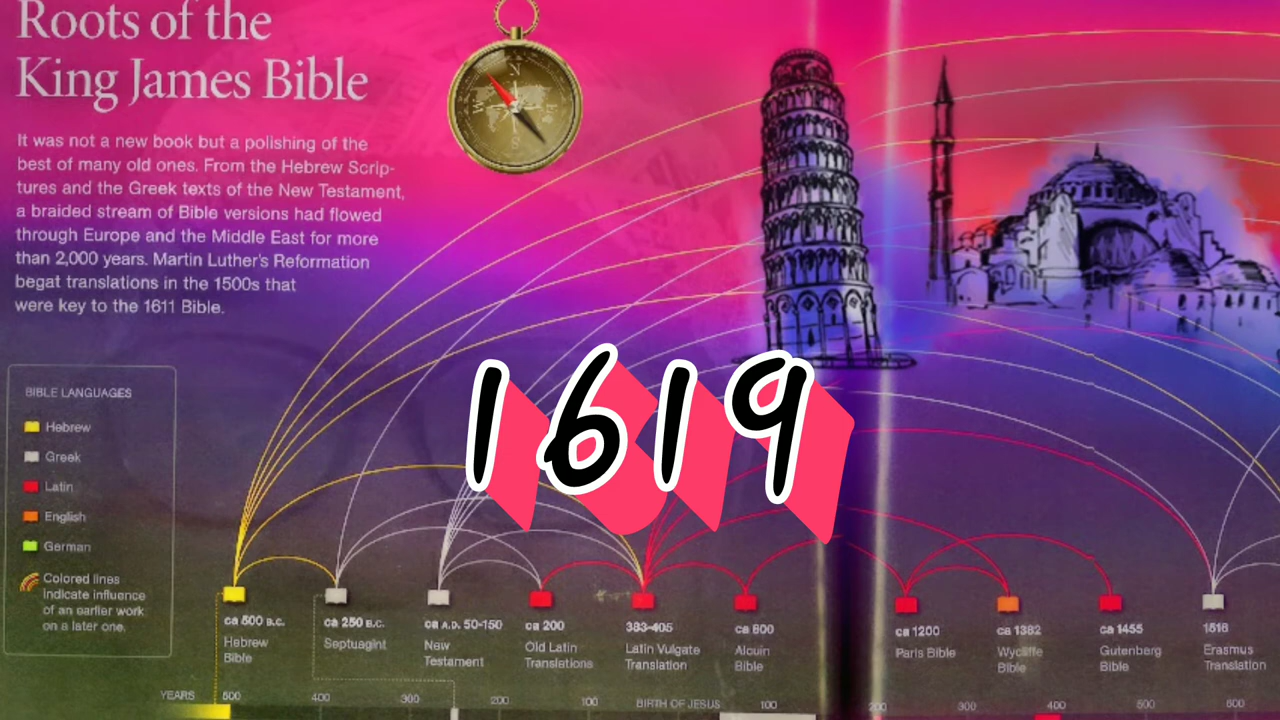 Roots of the
King James Bible
It was not a new book but a polishing of the
best of many old ones. From the Hebrew Scrip-
tures and the Greek texts of the New Testament,
a braided stream of Bible versions had flowed
through Europe and the Middle East for more
than 2,000 years. Martin Luther's Reformation
begat translations in the 1500s that
were key to the 1611 Bible.
N
W
S
1619
BIBLE LANGUAGES
Hebrew
Greek
Latin
English
German
Colored lines
indicate influence
of an earlier work
on a later one.
ca 500 B.C.
Hebrew
Bible
ca 250 B.C.
Septuagint
ca A.D. 50-150
New
Testament
ca 200
Old Latin
Translations
383-405
Latin Vulgate
Translation
ca 800
Alcuin
Bible
ca 1200
Paris Bible
ca 1382
Wycliffe
Bible
ca 1455
Gutenberg
Bible
1516
Erasmus
Translation
YEARS 500 400 300 200 100 BIRTH OF JESUS 100 200 300 400 500 600